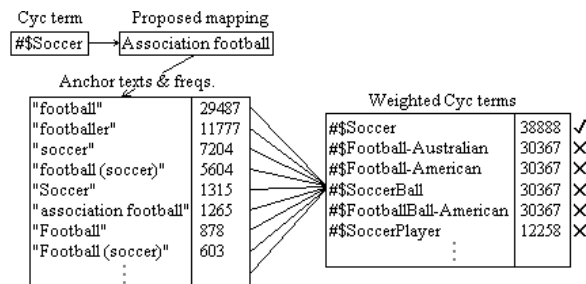 Cyc term
Proposed mapping
#$Soccer
Association football
Anchor texts & freqs.
"football" 29487
"footballer" 11777
"soccer" 7204
"football (soccer)" 5604
"Soccer" 1315
"association football" 1265
"Football" 878
"Football (soccer)" 603
Weighted Cyc terms
#$Soccer 38888 ✓
#$Football-Australian 30367 ✕
#$Football-American 30367 ✕
#$SoccerBall 30367 ✕
#$FootballBall-American 30367 ✕
#$SoccerPlayer 12258 ✕